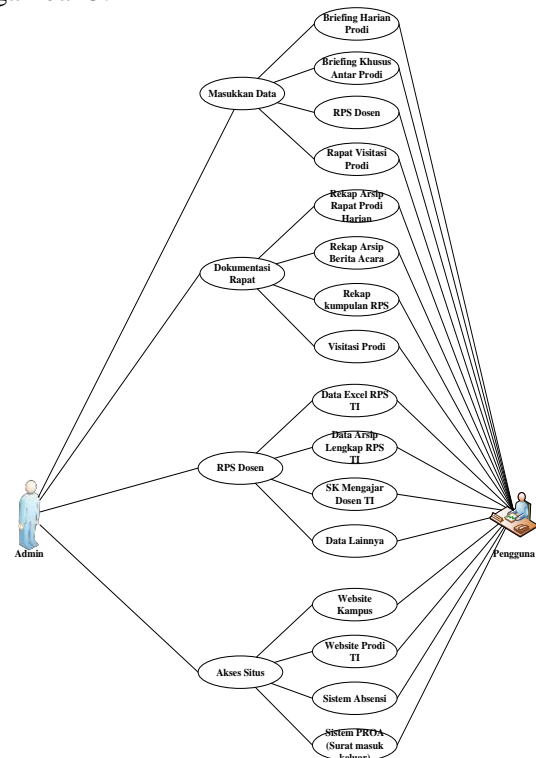 Briefing Harian
Prodi
Briefing Khusus
Antar Prodi
Masukkan Data
RPS Dosen
Rapat Visitasi
Prodi
Rekap Arsip
Rapat Prodi
Harian
Rekap Arsip
Berita Acara
Dokumentasi
Rapat
Rekap
kumpulan RPS
Visitasi Prodi
Data Excel RPS
TI
Data Arsip
Lengkap RPS
TI
RPS Dosen
SK Mengajar
Dosen TI
Data Lainnya
Admin
Pengguna
Website
Kampus
Website Prodi
TI
Akses Situs
Sistem Absensi
Sistem PROA
(Surat masuk
keluar)